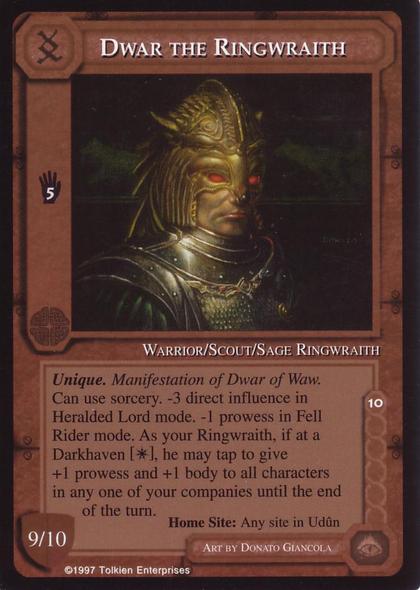 DWAR THE RINGWRAITH
5
WARRIOR/SCOUT/SAGE RINGWRAITH
Unique. Manifestation of Dwar of Waw.
Can use sorcery. -3 direct influence in
Heralded Lord mode. -1 prowess in Fell
Rider mode. As your Ringwraith, if at a
Darkhaven [*], he may tap to give
+1 prowess and +1 body to all characters
in any one of your companies until the end
of the turn.
10
Home Site: Any site in Udûn
9/10
ART BY DONATO GIANCOLA
©1997 Tolkien Enterprises